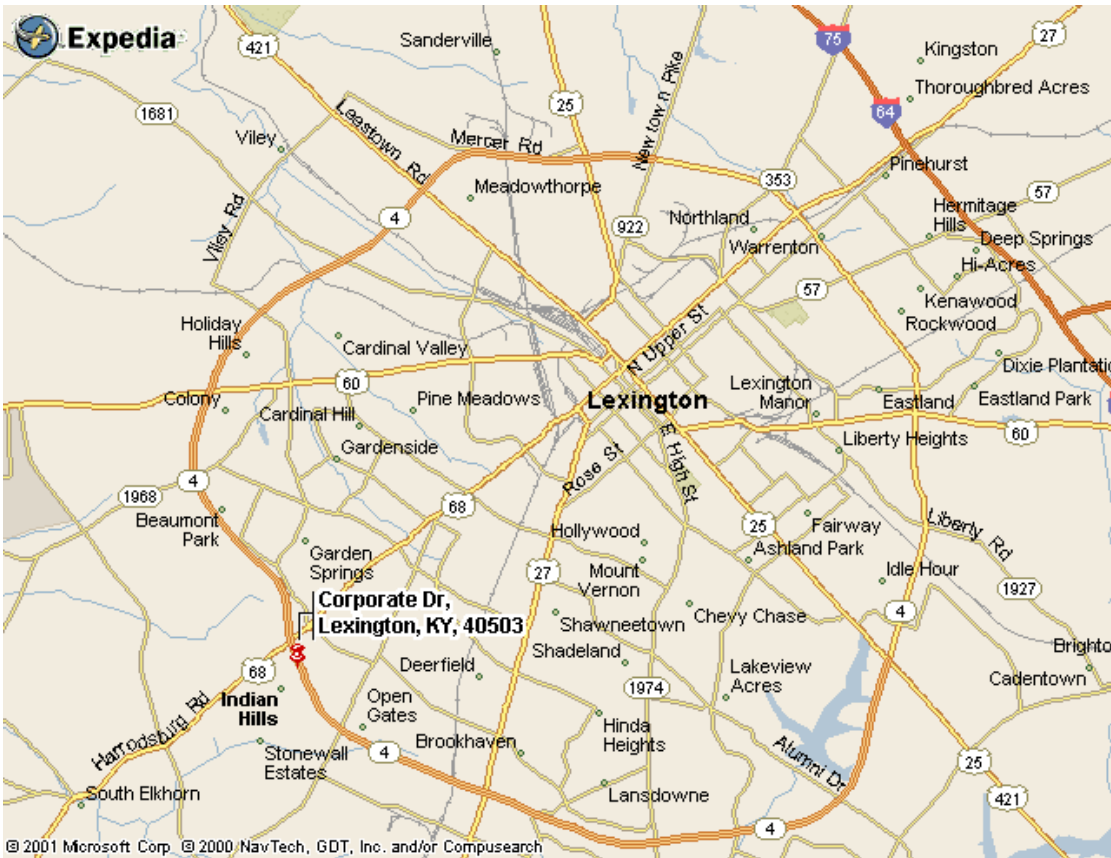 Expedia
421
Sanderville
75
27
Kingston
Thoroughbred Acres
25
64
1681
Viley
Leestown Rd
Mercer Rd
Newtown Pike
Pinehurst
353
57
Meadowthorpe
4
Viley Rd
922
Northland
Warrenton
Hermitage
Hills
Deep Springs
Hi-Acres
57
Kenawood
Rockwood
Holiday
Hills
Cardinal Valley
N Upper St
Dixie Plantatio
60
Colony
Cardinal Hill
Pine Meadows
Lexington
Lexington
Manor
Eastland
Eastland Park
60
Gardenside
E High St
Liberty Heights
Rose St
4
1968
68
Beaumont
Park
25
Fairway
Liberty Rd
Hollywood
Ashland Park
Garden
Springs
27
Mount
Vernon
Idle Hour
1927
4
Corporate Dr,
Lexington, KY, 40503
Shawneetown
Chevy Chase
Shadeland
Brighto
Cadentown
68
Deerfield
1974
Lakeview
Acres
Indian
Hills
Open
Gates
Harrodsburg Rd
Hinda
Heights
Brookhaven
4
Stonewall
Estates
Alumni Dr
25
South Elkhorn
Lansdowne
421
4
© 2001 Microsoft Corp © 2000 NavTech, GDT, Inc. and/or Compusearch